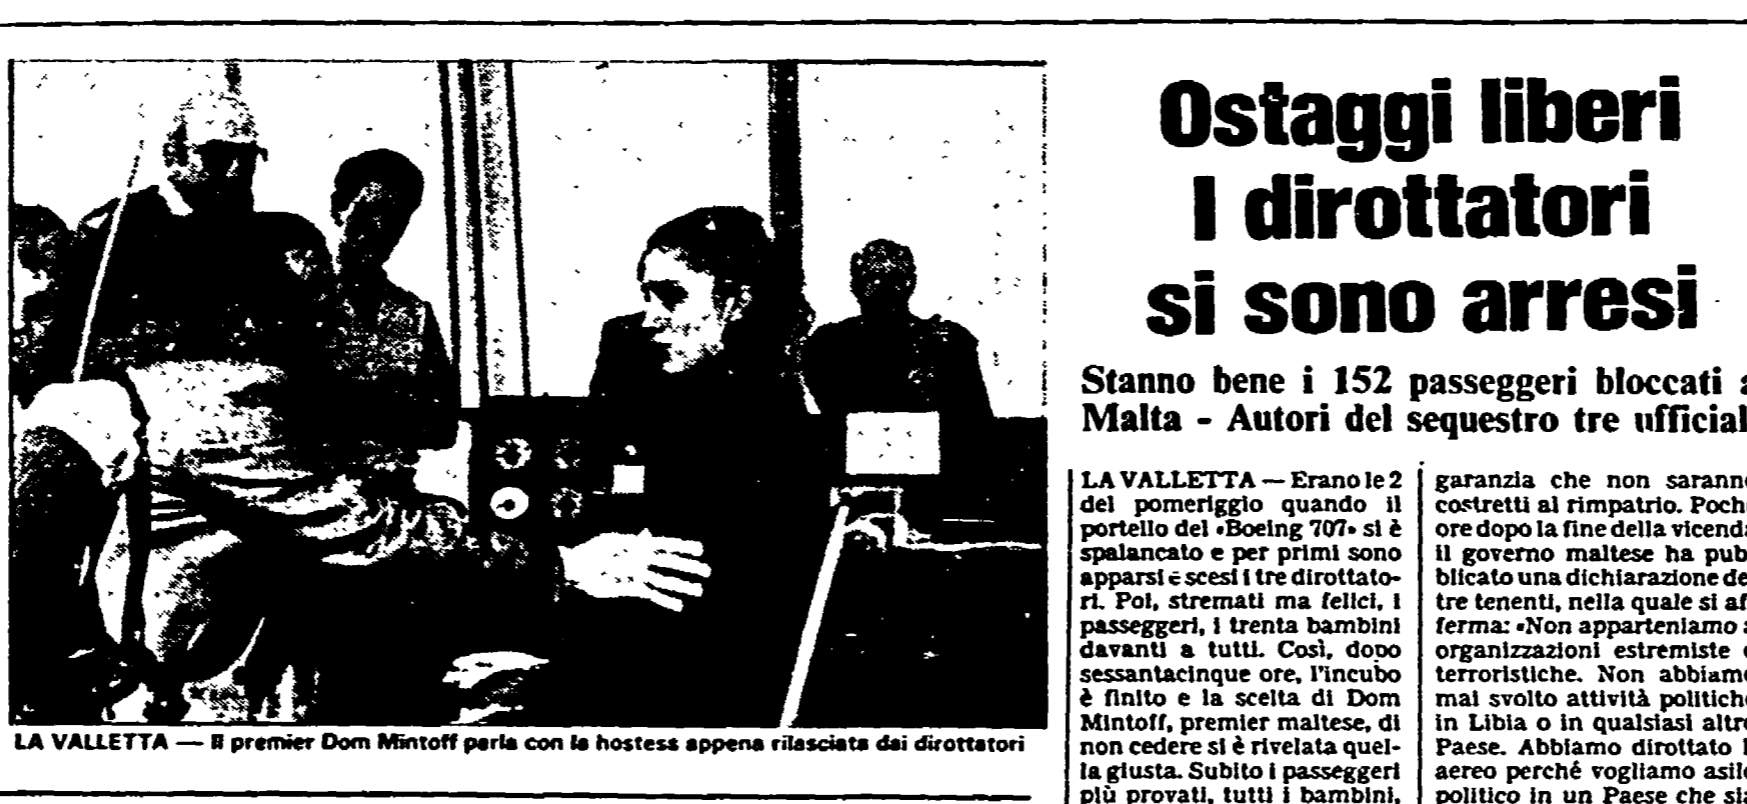 Ostaggi liberi
I dirottatori
si sono arresi
Stanno bene i 152 passeggeri bloccati
Malta - Autori del sequestro tre ufficial
LA VALLETTA — Il premier Dom Mintoff parla con la hostess appena rilasciata dai dirottatori
LA VALLETTA — Erano le 2
del pomeriggio quando il
portello del «Boeing 707» si è
spalancato e per primi sono
apparsi e scesi i tre dirottato-
ri. Poi, stremati ma felici, i
passeggeri, i trenta bambini
davanti a tutti. Così, dopo
sessantacinque ore, l'incubo
è finito e la scelta di Dom
Mintoff, premier maltese, di
non cedere si è rivelata quel-
la giusta. Subito i passeggeri
più provati, tutti i bambini,
garanzia che non sarann
costretti al rimpatrio. Poch
ore dopo la fine della vicend
il governo maltese ha pub
blicato una dichiarazione de
tre tenenti, nella quale si af
ferma: «Non apparteniamo
organizzazioni estremiste
terroristiche. Non abbiam
mai svolto attività politich
in Libia o in qualsiasi altr
Paese. Abbiamo dirottato l
aereo perché vogliamo asil
politico in un Paese che sia